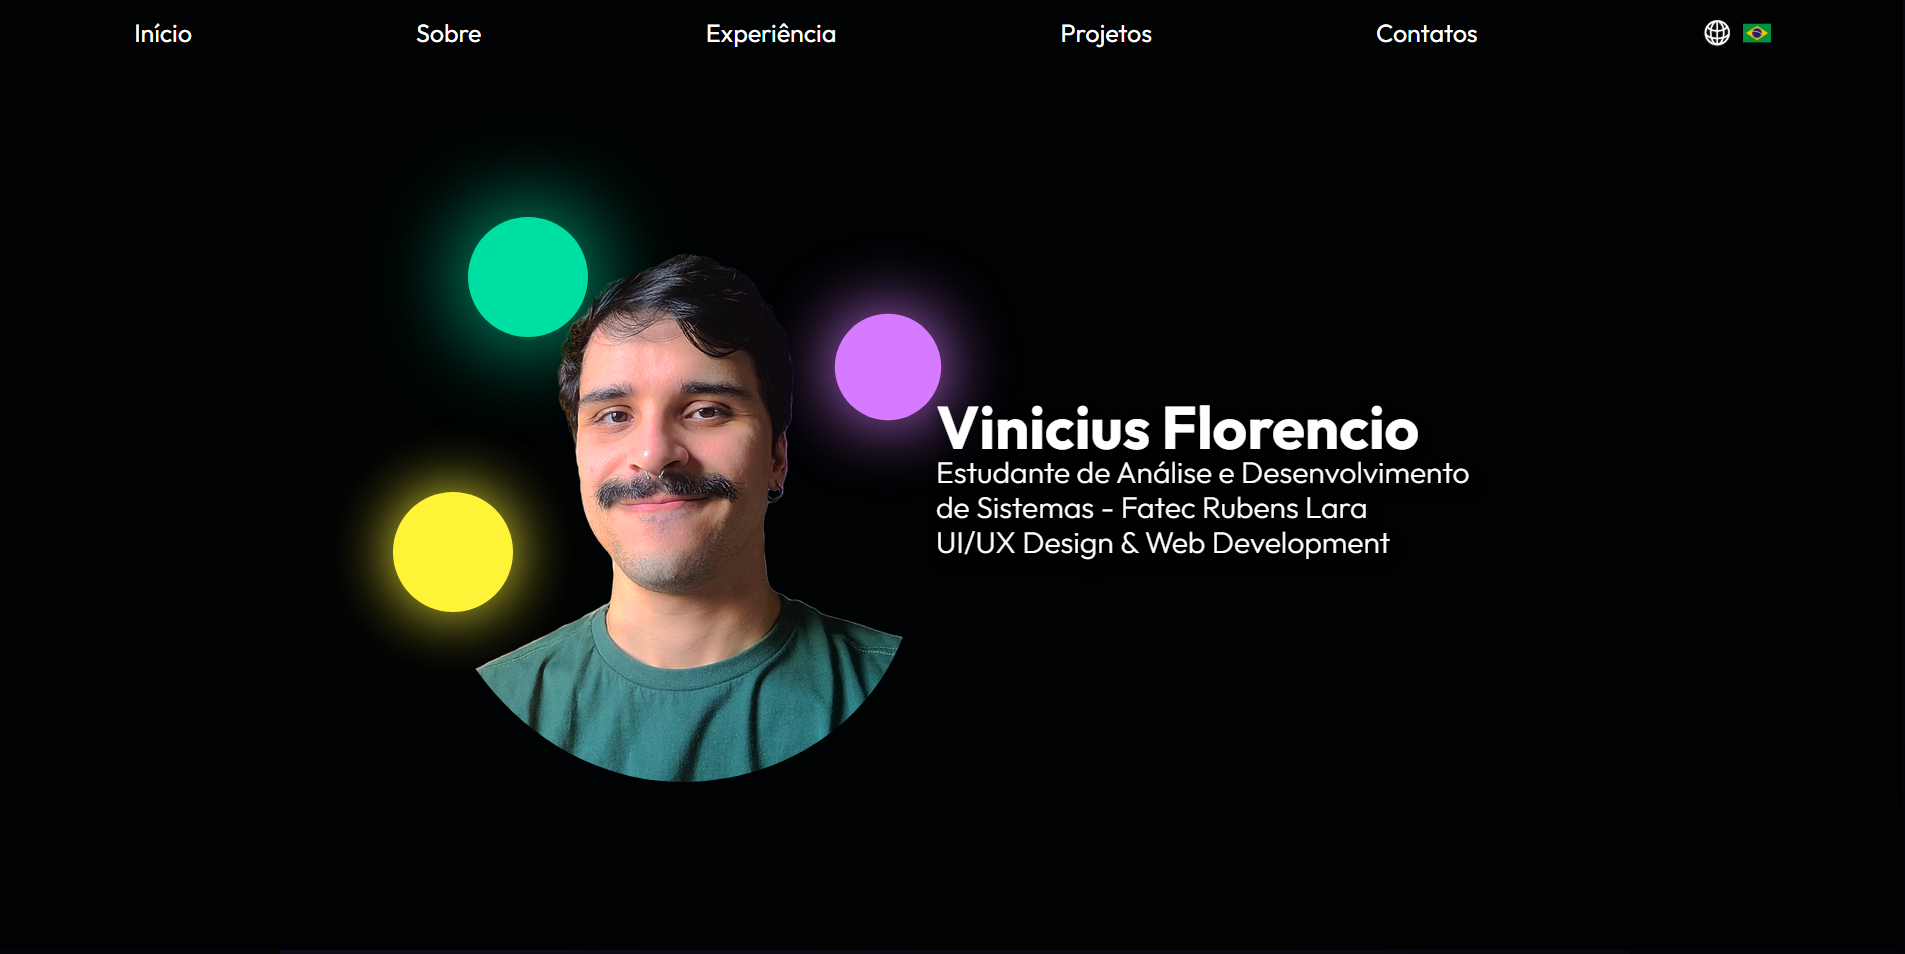 Início
Sobre
Experiência
Projetos
Contatos
Vinicius Florencio
Estudante de Análise e Desenvolvimento
de Sistemas - Fatec Rubens Lara
UI/UX Design & Web Development